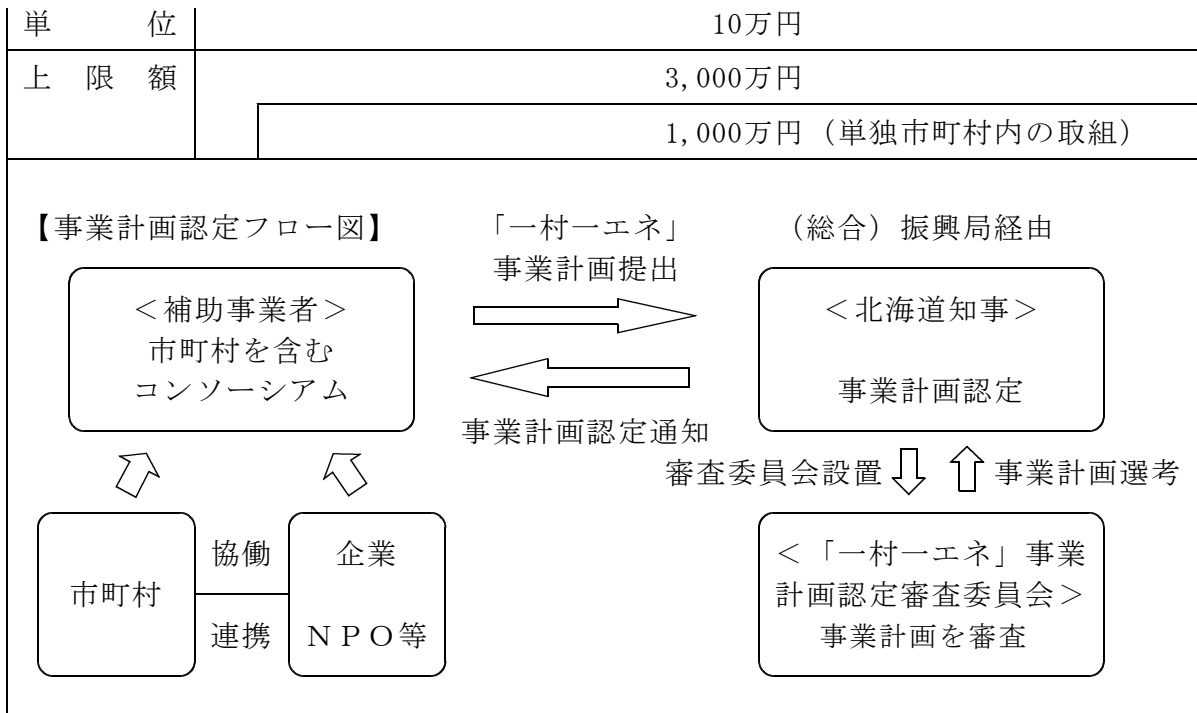 単位 10万円
上限額 3,000万円
1,000万円（単独市町村内の取組）
【事業計画認定フロー図】 「一村一エネ」 （総合）振興局経由
事業計画提出
＜補助事業者＞
市町村を含む
コンソーシアム
＜北海道知事＞
事業計画認定
事業計画認定通知
審査委員会設置 事業計画選考
市町村
協働
連携
企業
ＮＰＯ等
＜「一村一エネ」事業
計画認定審査委員会＞
事業計画を審査